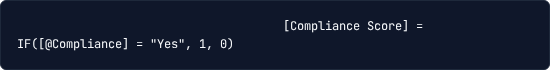 [Compliance Score] =
IF([@Compliance] = "Yes", 1, 0)